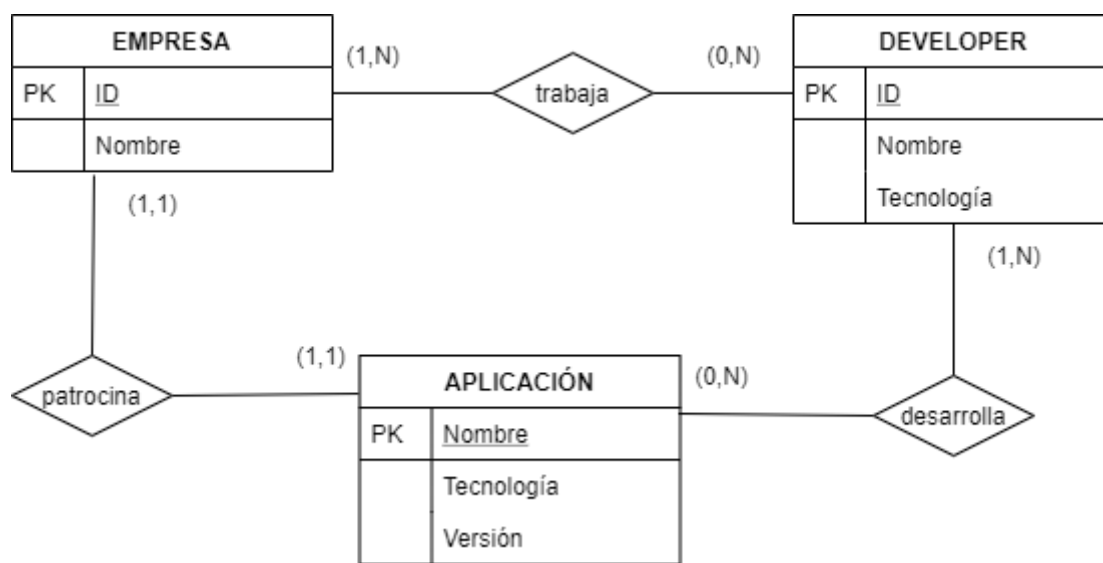 EMPRESA
PK ID
Nombre
(1,N)
trabaja
(0,N)
DEVELOPER
PK ID
Nombre
Tecnología
(1,1)
(1,N)
patrocina
(1,1)
APLICACIÓN
PK Nombre
Tecnología
Versión
(0,N)
desarrolla